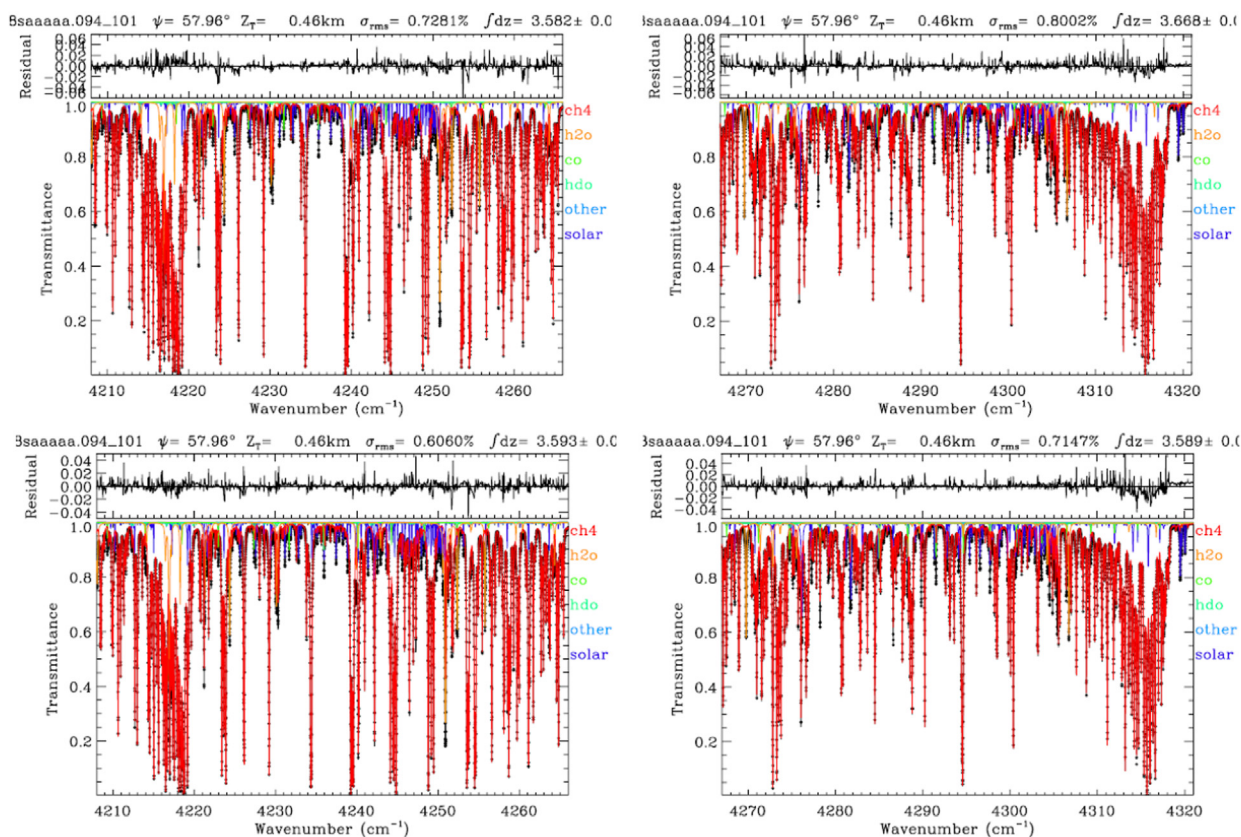 3saaaaa.094_101 ψ= 57.96° Z_T= 0.46km σ_rms= 0.7281% ∫dz= 3.582± 0.0
Residual
0.06
0.04
0.02
0.00
−0.02
−0.04
−0.06
Transmittance
1.0
0.8
0.6
0.4
0.2
ch4
h2o
co
hdo
other
solar
4210 4220 4230 4240 4250 4260
Wavenumber (cm⁻¹)
3saaaaa.094_101 ψ= 57.96° Z_T= 0.46km σ_rms= 0.8002% ∫dz= 3.668± 0.0
Residual
0.06
0.04
0.02
0.00
−0.02
−0.04
−0.06
Transmittance
1.0
0.8
0.6
0.4
0.2
ch4
h2o
co
hdo
other
solar
4270 4280 4290 4300 4310 4320
Wavenumber (cm⁻¹)
3saaaaa.094_101 ψ= 57.96° Z_T= 0.46km σ_rms= 0.6060% ∫dz= 3.593± 0.0
Residual
0.04
0.02
0.00
−0.02
−0.04
Transmittance
1.0
0.8
0.6
0.4
0.2
ch4
h2o
co
hdo
other
solar
4210 4220 4230 4240 4250 4260
Wavenumber (cm⁻¹)
3saaaaa.094_101 ψ= 57.96° Z_T= 0.46km σ_rms= 0.7147% ∫dz= 3.589± 0.0
Residual
0.04
0.02
0.00
−0.02
−0.04
Transmittance
1.0
0.8
0.6
0.4
0.2
ch4
h2o
co
hdo
other
solar
4270 4280 4290 4300 4310 4320
Wavenumber (cm⁻¹)